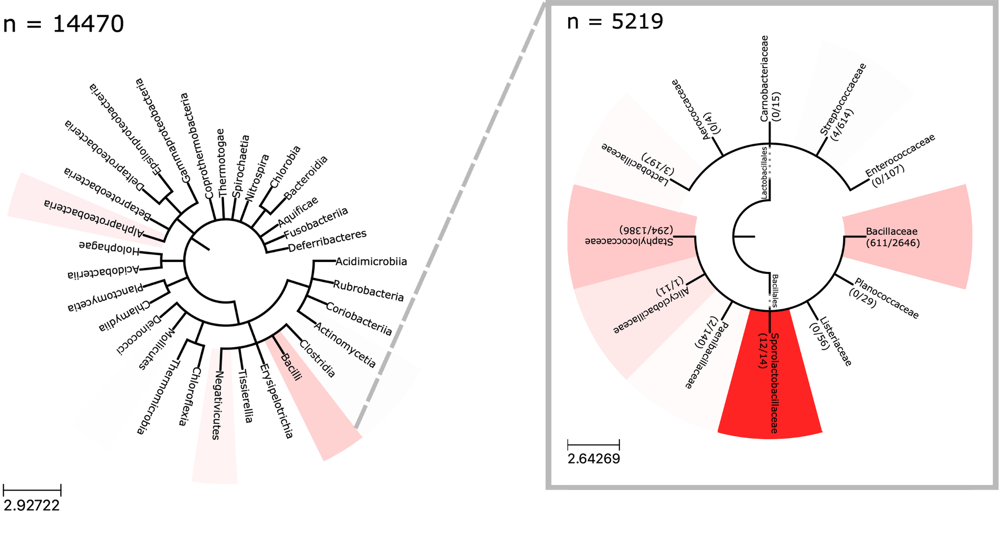 n = 14470
Gammaproteobacteria
Epsilonproteobacteria
Deltaproteobacteria
Betaproteobacteria
Alphaproteobacteria
Holophagae
Acidobacteriia
Planctomycetia
Chlamydiia
Deinococci
Mollicutes
Thermomicrobia
Chloroflexia
Negativicutes
Tissierellia
Erysipelotrichia
Bacilli
Clostridia
Actinomycetia
Coriobacteriia
Rubrobacteria
Acidimicrobiia
Deferribacteres
Fusobacteriia
Aquificae
Bacteroidia
Chlorobia
Nitrospira
Spirochaetia
Thermotogae
Coprothermobacteria
2.92722
n = 5219
Carnobacteriaceae
(0/15)
Streptococcaceae
(4/614)
Enterococcaceae
(0/107)
Bacillaceae
(611/2646)
Planococcaceae
(0/29)
Listeriaceae
(0/56)
Sporolactobacillaceae
(12/14)
Paenibacillaceae
(2/140)
Alicyclobacillaceae
(1/11)
Staphylococcaceae
(294/1386)
Lactobacillaceae
(3/197)
Aerococcaceae
(0/4)
Lactobacillales
Bacillales
2.64269